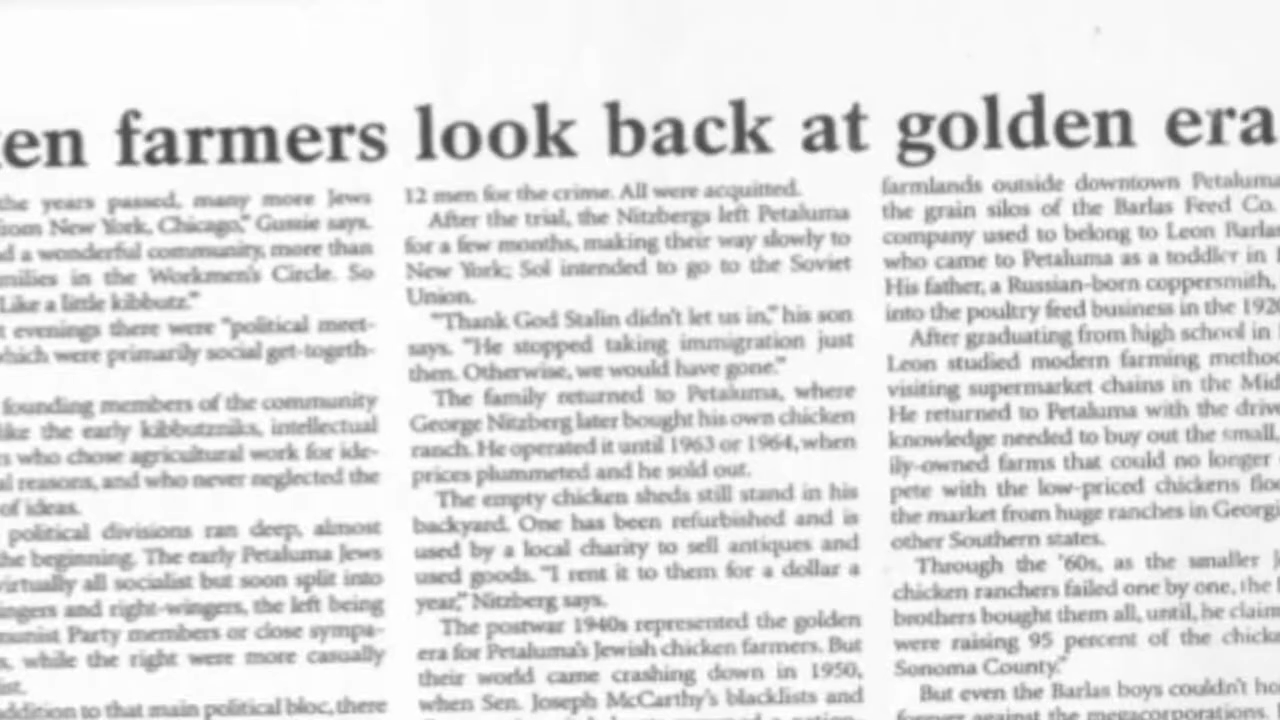 en farmers look back at golden era
the years passed, many more Jews
from New York, Chicago," Gussie says.
a wonderful community, more than
in the Workmen's Circle. So
Like a little kibbutz."
evenings there were "political meet-
which were primarily social get-togeth-
founding members of the community
like the early kibbutzniks, intellectual
who chose agricultural work for ide-
reasons, and who never neglected the
of ideas.
political divisions ran deep, almost
the beginning. The early Petaluma Jews
virtually all socialist but soon split into
and right-wingers, the left being
Party members or close sympa-
while the right were more casually
to that main political bloc, there
12 men for the crime. All were acquitted.
After the trial, the Nitzbergs left Petaluma
for a few months, making their way slowly to
New York; Sol intended to go to the Soviet
Union.
"Thank God Stalin didn't let us in," his son
says. "He stopped taking immigration just
then. Otherwise, we would have gone."
The family returned to Petaluma, where
George Nitzberg later bought his own chicken
ranch. He operated it until 1963 or 1964, when
prices plummeted and he sold out.
The empty chicken sheds still stand in his
backyard. One has been refurbished and is
used by a local charity to sell antiques and
used goods. "I rent it to them for a dollar a
year," Nitzberg says.
The postwar 1940s represented the golden
era for Petaluma's Jewish chicken farmers. But
their world came crashing down in 1950,
when Sen. Joseph McCarthy's blacklists and
farmlands outside downtown Petaluma
the grain silos of the Barlas Feed Co.
company used to belong to Leon Barlas
who came to Petaluma as a toddler in
His father, a Russian-born coppersmith,
into the poultry feed business in the 192
After graduating from high school in
Leon studied modern farming metho
visiting supermarket chains in the Mid
He returned to Petaluma with the driv
knowledge needed to buy out the small,
ily-owned farms that could no longer
pete with the low-priced chickens floo
the market from huge ranches in Georgi
other Southern states.
Through the '60s, as the smaller
chicken ranchers failed one by one, the
brothers bought them all, until, he claim
were raising 95 percent of the chick
Sonoma County."
But even the Barlas boys couldn't ho
against the megacorporations.